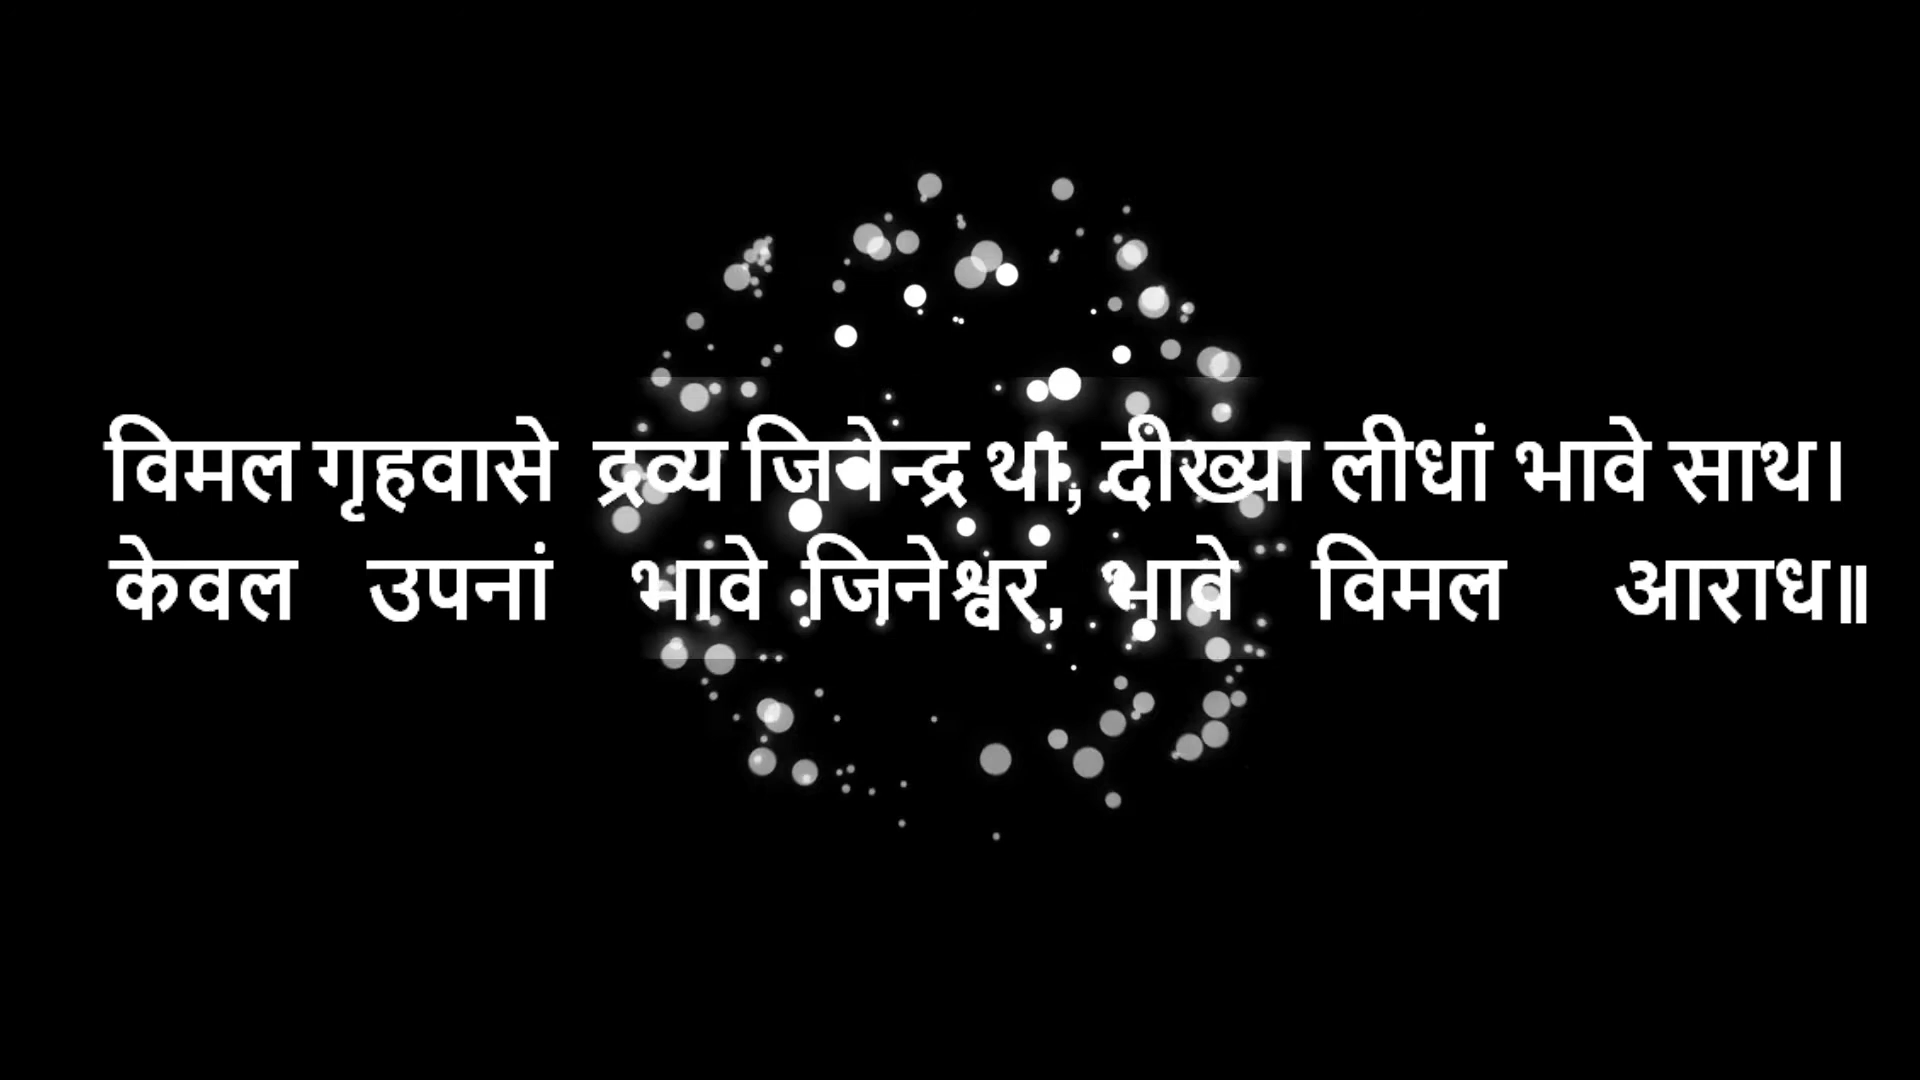 विमल गृहवासे द्रव्य जिनेन्द्र था, दीख्या लीधां भावे साथ।
केवल उपनां भावे जिनेश्वर, भावे विमल आराध॥